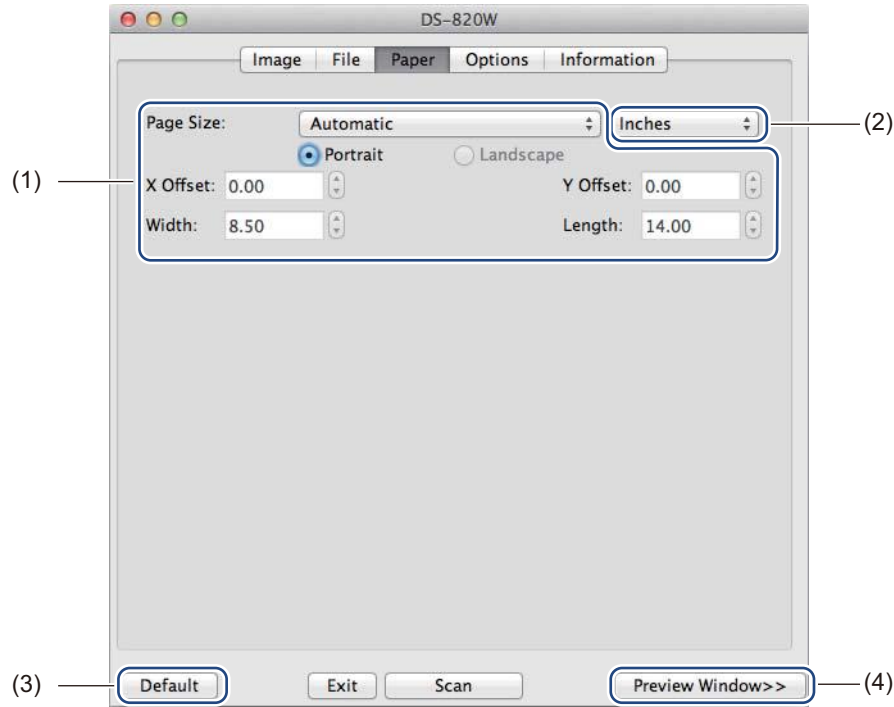 DS-820W
Image File Paper Options Information
Page Size: Automatic Inches (2)
Portrait Landscape
(1) X Offset: 0.00 Y Offset: 0.00
Width: 8.50 Length: 14.00
(3) Default Exit Scan Preview Window>> (4)